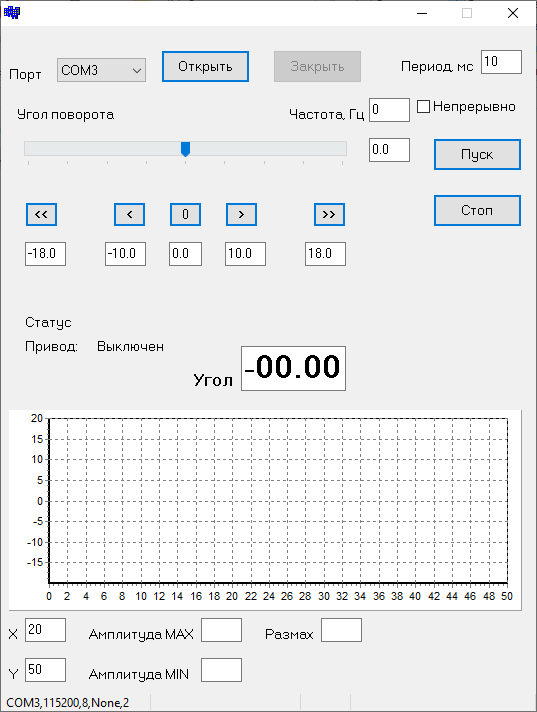 Порт COM3 Открыть Закрыть Период, мс 10
Угол поворота Частота, Гц 0 Непрерывно
0.0 Пуск
<< < 0 > >> Стоп
-18.0 -10.0 0.0 10.0 18.0
Статус
Привод: Выключен
Угол -00.00
20
15
10
5
0
-5
-10
-15
0 2 4 6 8 10 12 14 16 18 20 22 24 26 28 30 32 34 36 38 40 42 44 46 48 50
X 20 Амплитуда MAX Размах
Y 50 Амплитуда MIN
COM3,115200,8,None,2